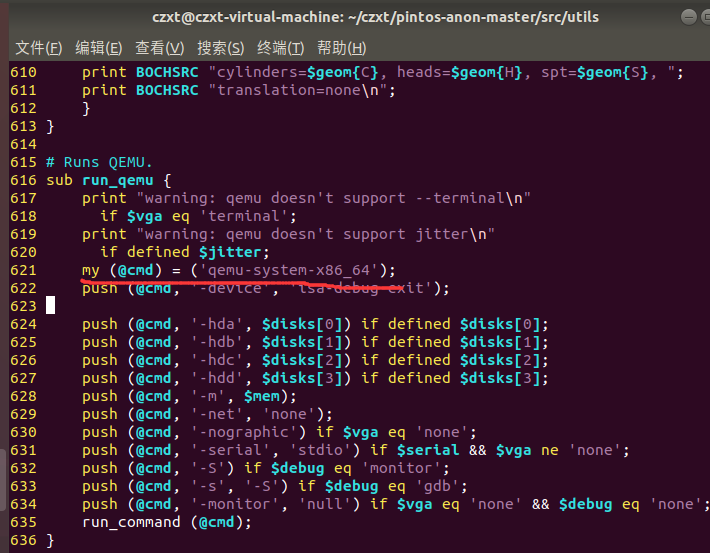 czxt@czxt-virtual-machine: ~/czxt/pintos-anon-master/src/utils
文件(F) 编辑(E) 查看(V) 搜索(S) 终端(T) 帮助(H)
610     print BOCHSRC "cylinders=$geom{C}, heads=$geom{H}, spt=$geom{S}, ";
611     print BOCHSRC "translation=none\n";
612     }
613 }
614
615 # Runs QEMU.
616 sub run_qemu {
617     print "warning: qemu doesn't support --terminal\n"
618       if $vga eq 'terminal';
619     print "warning: qemu doesn't support jitter\n"
620       if defined $jitter;
621     my (@cmd) = ('qemu-system-x86_64');
622     push (@cmd, '-device', 'isa-debug-exit');
623
624     push (@cmd, '-hda', $disks[0]) if defined $disks[0];
625     push (@cmd, '-hdb', $disks[1]) if defined $disks[1];
626     push (@cmd, '-hdc', $disks[2]) if defined $disks[2];
627     push (@cmd, '-hdd', $disks[3]) if defined $disks[3];
628     push (@cmd, '-m', $mem);
629     push (@cmd, '-net', 'none');
630     push (@cmd, '-nographic') if $vga eq 'none';
631     push (@cmd, '-serial', 'stdio') if $serial && $vga ne 'none';
632     push (@cmd, '-S') if $debug eq 'monitor';
633     push (@cmd, '-s', '-S') if $debug eq 'gdb';
634     push (@cmd, '-monitor', 'null') if $vga eq 'none' && $debug eq 'none';
635     run_command (@cmd);
636 }